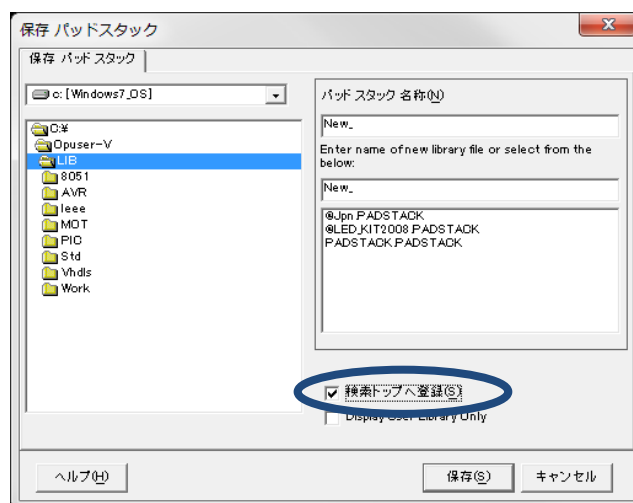 保存 パッドスタック
保存 パッド スタック
c: [Windows7_OS]
C:¥
Opuser-V
LIB
8051
AVR
Ieee
MOT
PIC
Std
Vhdls
Work
パッド スタック 名称(N)
New_
Enter name of new library file or select from the
below:
New_
@Jpn.PADSTACK
@LED_KIT2008.PADSTACK
PADSTACK.PADSTACK
検索トップへ登録(S)
Display User Library Only
ヘルプ(H)
保存(S)
キャンセル